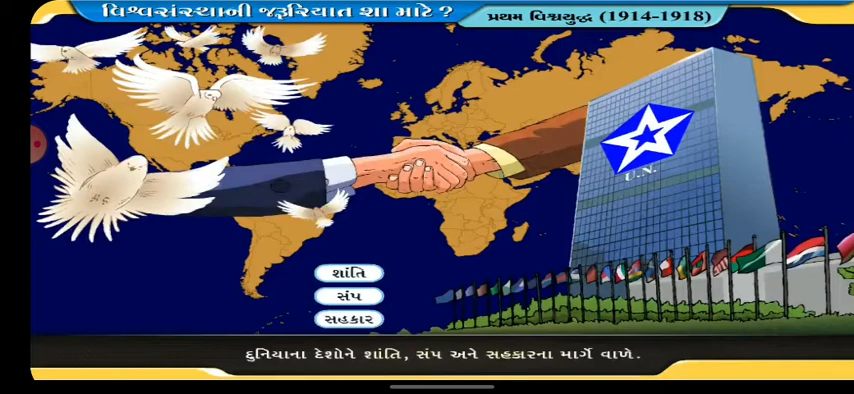 વિશ્વસંસ્થાની જરૂરિયાત શા માટે ?
પ્રથમ વિશ્વયુદ્ધ (1914-1918)
U.N.
શાંતિ
સંપ
સહકાર
દુનિયાના દેશોને શાંતિ, સંપ અને સહકારના માર્ગે વાળે.